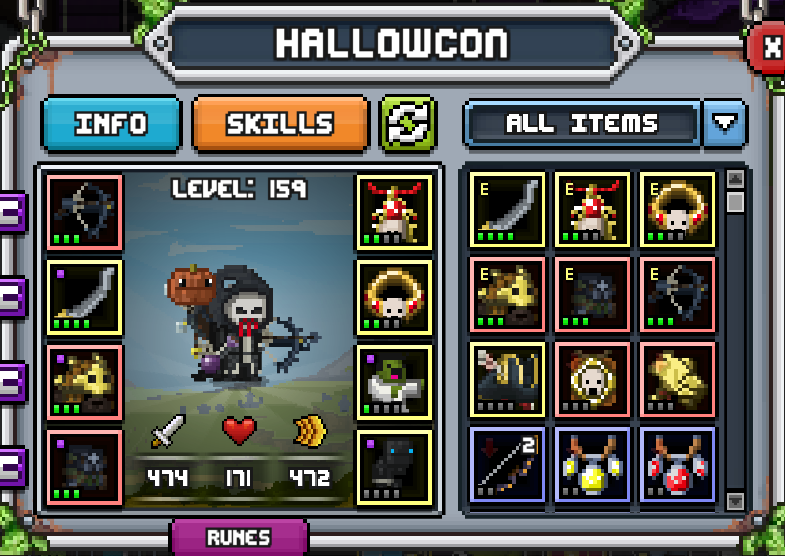 HALLOWCON
X
INFO
SKILLS
ALL ITEMS
LEVEL: 159
E
E
E
E
E
E
2
474
171
472
RUNES